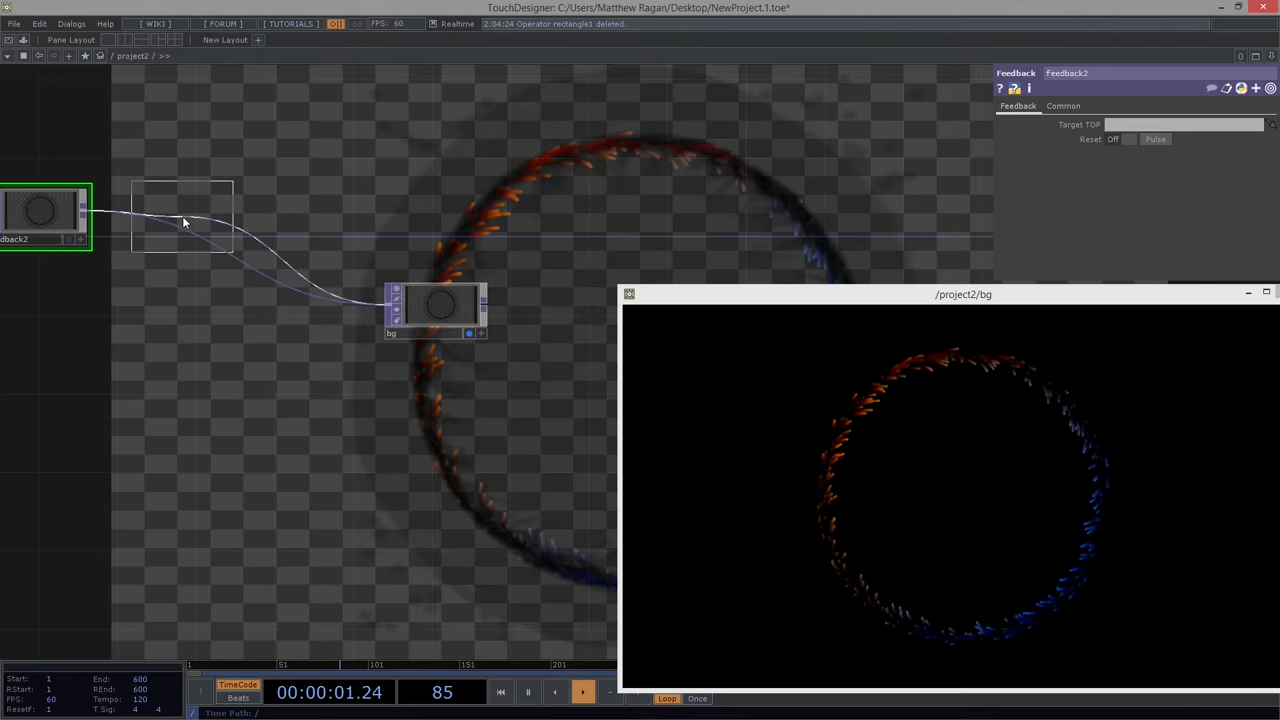 TouchDesigner: C:/Users/Matthew Ragan/Desktop/NewProject.1.toe*
File Edit Dialogs Help [ WIKI ] [ FORUM ] [ TUTORIALS ] O|I FPS: 60 Realtime 2:04:24 Operator rectangle1 deleted.
Pane Layout New Layout +
/ project2 / >>
Feedback feedback2
? i
Feedback Common
Target TOP
Reset Off Pulse
dback2
bg
/project2/bg
1 51 101 151 201
Start: 1 End: 600
RStart: 1 REnd: 600
FPS: 60 Tempo: 120
ResetF: 1 T Sig: 4 4
TimeCode
Beats
00:00:01.24 85
Loop Once
/ Time Path: /